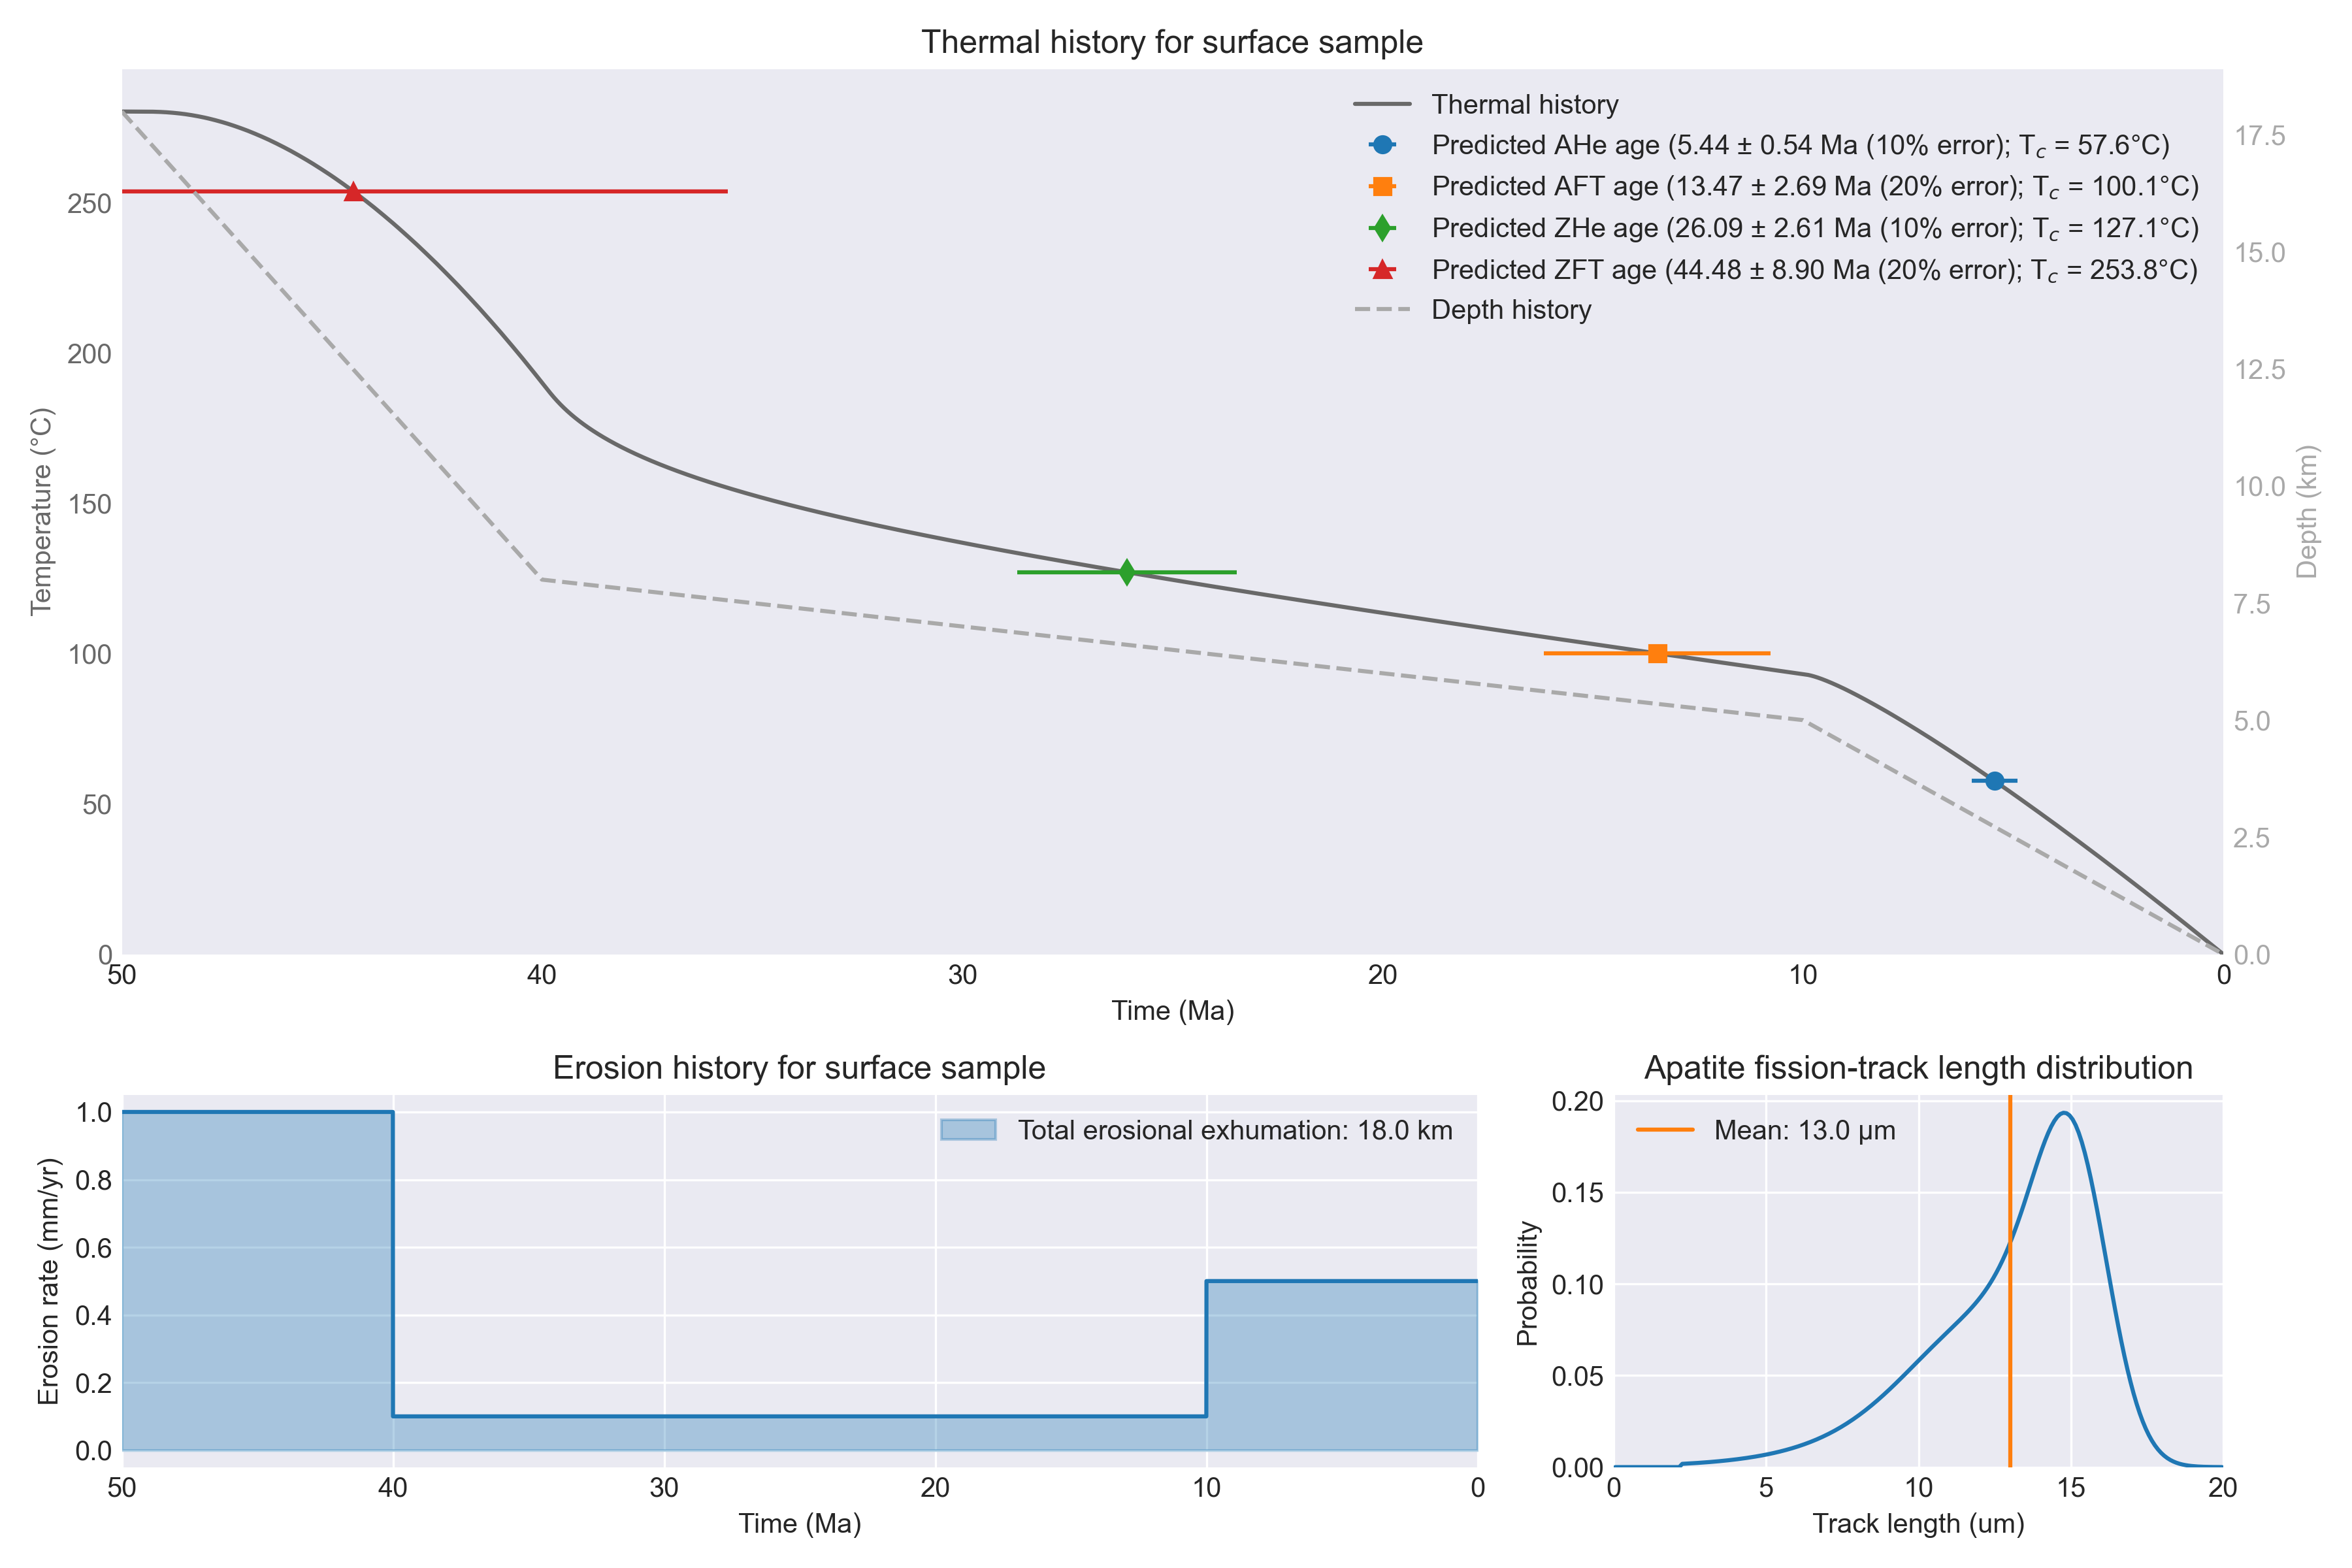 Thermal history for surface sample
Thermal history
Predicted AHe age (5.44 ± 0.54 Ma (10% error); Tc = 57.6°C)
Predicted AFT age (13.47 ± 2.69 Ma (20% error); Tc = 100.1°C)
Predicted ZHe age (26.09 ± 2.61 Ma (10% error); Tc = 127.1°C)
Predicted ZFT age (44.48 ± 8.90 Ma (20% error); Tc = 253.8°C)
Depth history
Temperature (°C)
250
200
150
100
50
0
17.5
15.0
12.5
10.0
7.5
5.0
2.5
0.0
Depth (km)
50 40 30 20 10 0
Time (Ma)
Erosion history for surface sample
Total erosional exhumation: 18.0 km
Erosion rate (mm/yr)
1.0
0.8
0.6
0.4
0.2
0.0
50 40 30 20 10 0
Time (Ma)
Apatite fission-track length distribution
Mean: 13.0 µm
Probability
0.20
0.15
0.10
0.05
0.00
0 5 10 15 20
Track length (um)